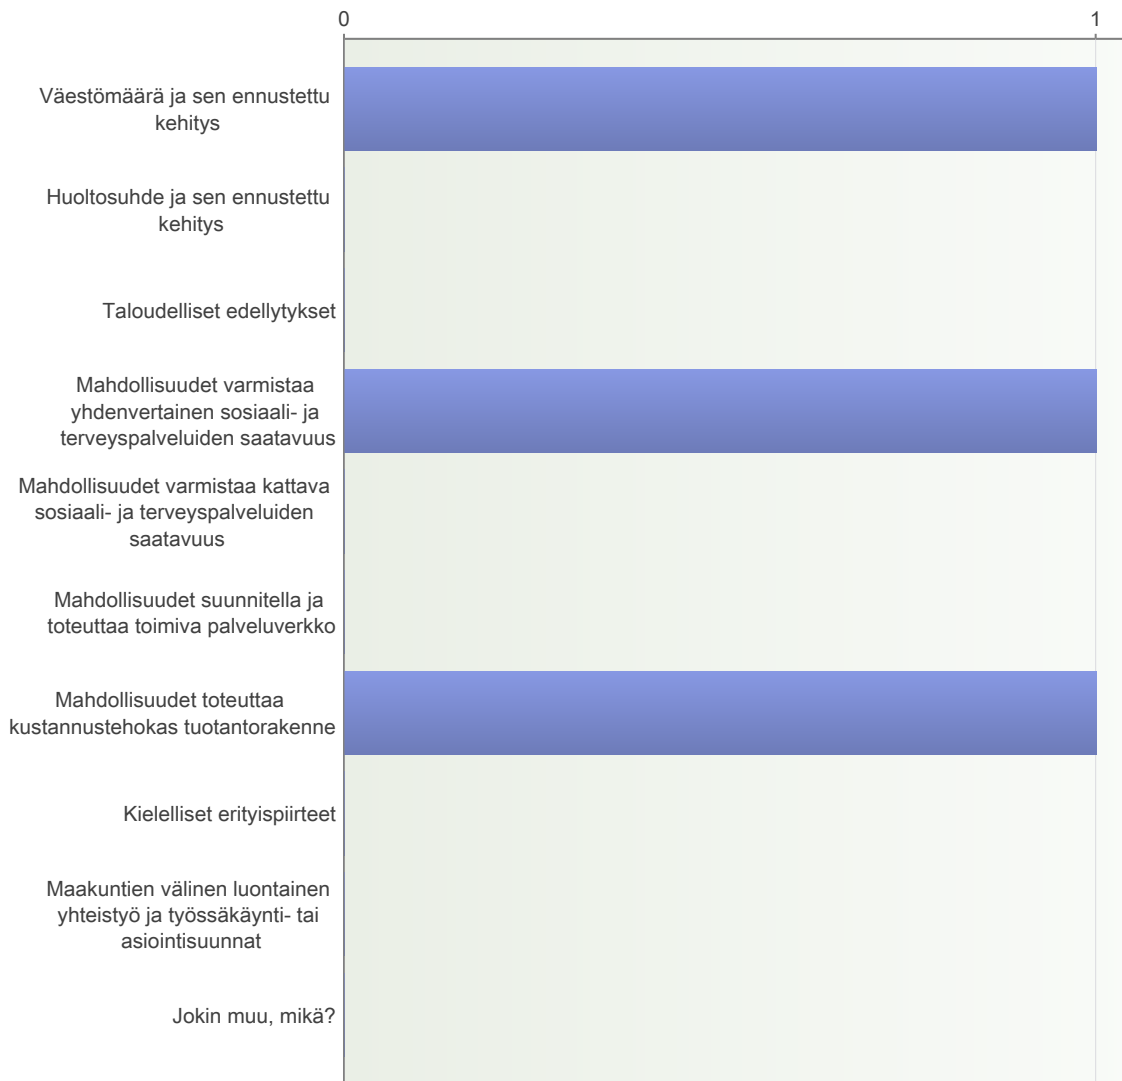 0
1
Väestömäärä ja sen ennustettu
kehitys
Huoltosuhde ja sen ennustettu
kehitys
Taloudelliset edellytykset
Mahdollisuudet varmistaa
yhdenvertainen sosiaali- ja
terveyspalveluiden saatavuus
Mahdollisuudet varmistaa kattava
sosiaali- ja terveyspalveluiden
saatavuus
Mahdollisuudet suunnitella ja
toteuttaa toimiva palveluverkko
Mahdollisuudet toteuttaa
kustannustehokas tuotantorakenne
Kielelliset erityispiirteet
Maakuntien välinen luontainen
yhteistyö ja työssäkäynti- tai
asiointisuunnat
Jokin muu, mikä?